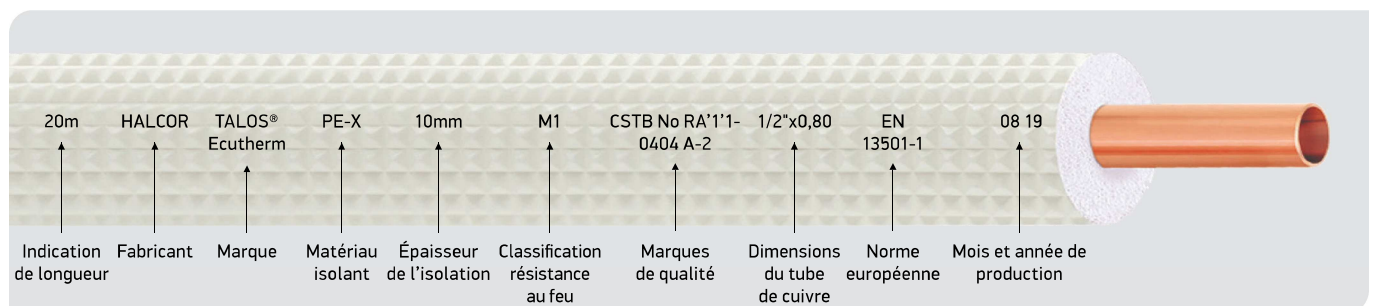 20m HALCOR TALOS® PE-X 10mm M1 CSTB No RA'1'1- 1/2"x0,80 EN 08 19
Ecutherm 0404 A-2 13501-1
Indication Fabricant Marque Matériau Épaisseur Classification Marques Dimensions Norme Mois et année de
de longueur isolant de l'isolation résistance de qualité du tube européenne production
au feu de cuivre